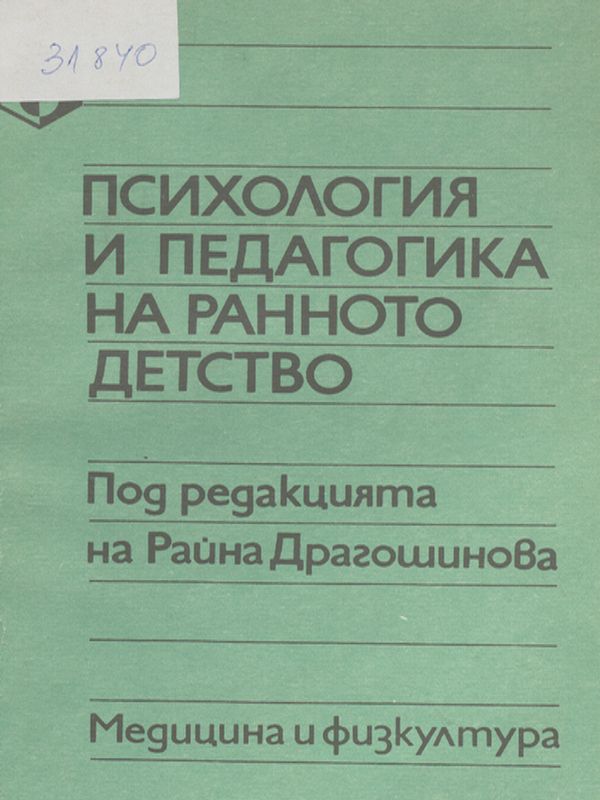 31840
ПСИХОЛОГИЯ
И ПЕДАГОГИКА
НА РАННОТО
ДЕТСТВО
Под редакцията
на Райна Драгошинова
Медицина и физкултура